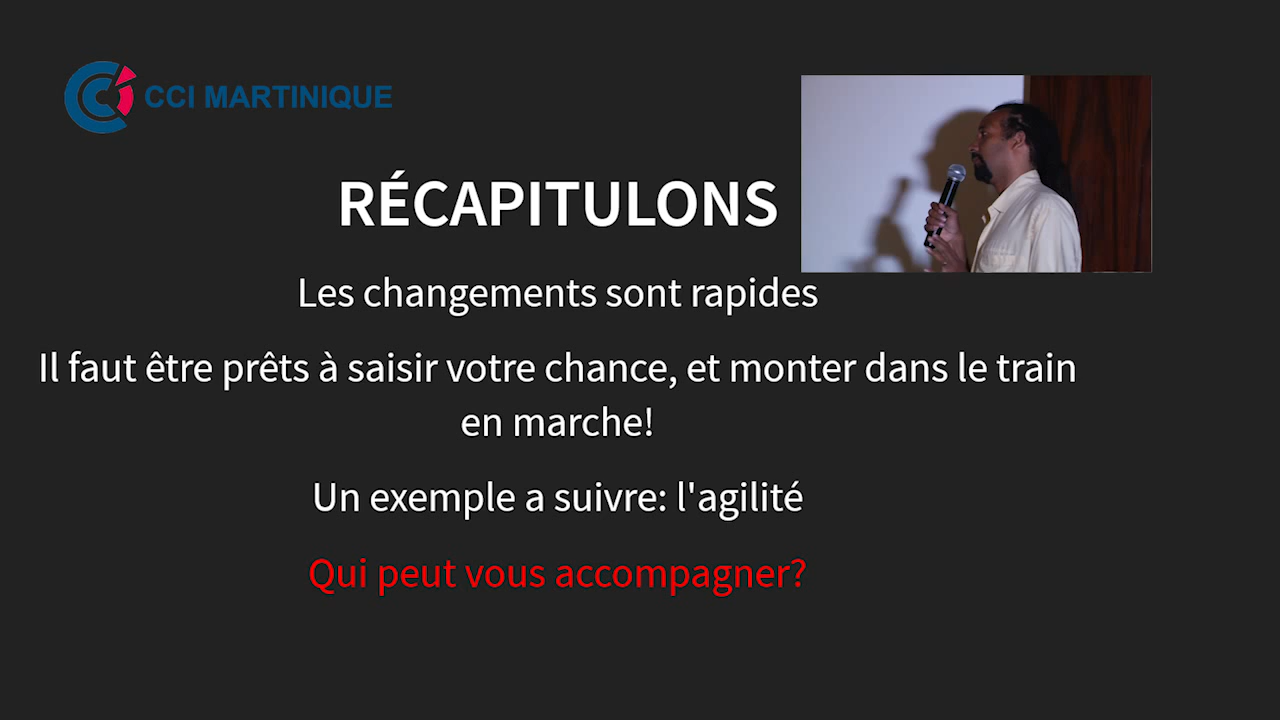 CCI MARTINIQUE
RÉCAPITULONS
Les changements sont rapides
Il faut être prêts à saisir votre chance, et monter dans le train
en marche!
Un exemple a suivre: l'agilité
Qui peut vous accompagner?